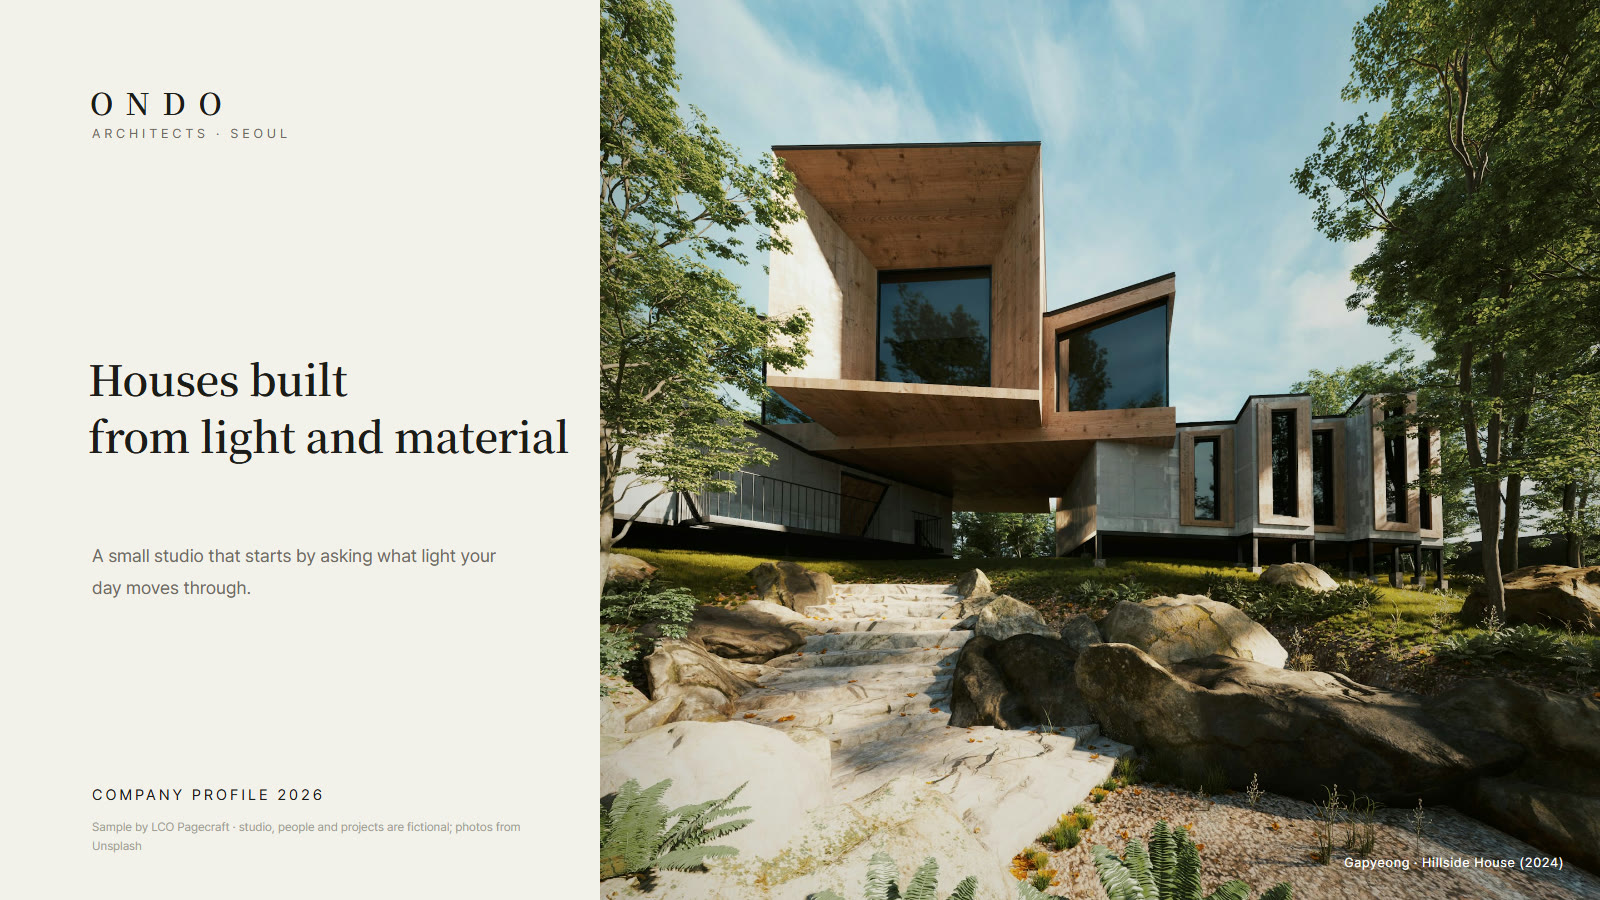 ONDO
ARCHITECTS · SEOUL
Houses built
from light and material
A small studio that starts by asking what light your
day moves through.
COMPANY PROFILE 2026
Sample by LCO Pagecraft · studio, people and projects are fictional; photos from
Unsplash
Gapyeong · Hillside House (2024)